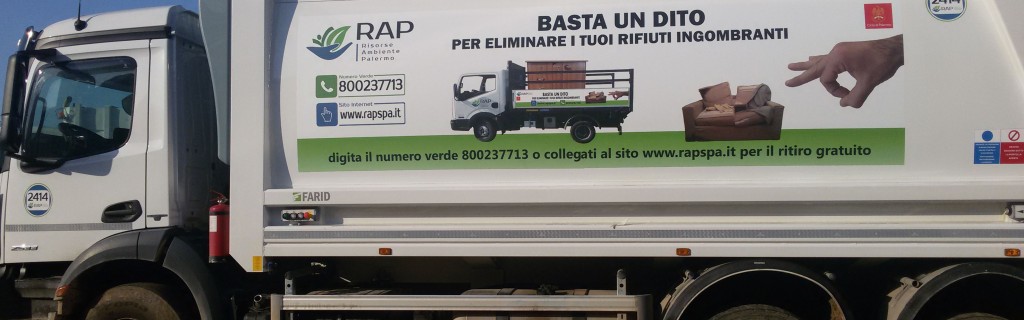 RAP
Risorse
Ambiente
Palermo
BASTA UN DITO
PER ELIMINARE I TUOI RIFIUTI INGOMBRANTI
Numero Verde
800237713
Sito Internet
www.rapspa.it
RAP
BASTA UN DITO
digita il numero verde 800237713 o collegati al sito www.rapspa.it per il ritiro gratuito
2414
2414
FARID